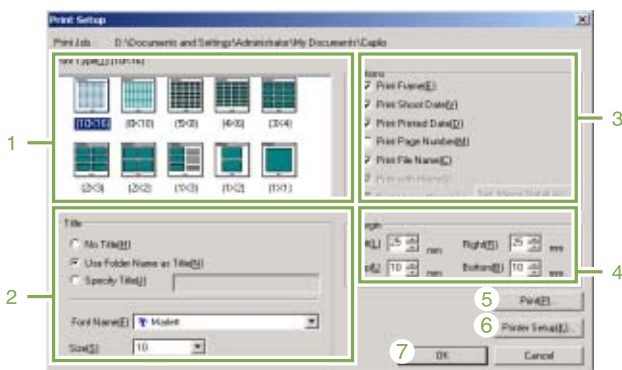 Print Setup
Print Job: D:\Documents and Settings\Administrator\My Documents\Caplio
1
(10×16) (8×10) (5×8) (4×6) (3×4)
(2×3) (2×2) (1×3) (1×2) (1×1)
3
Print Frame(E)
Print Shoot Date(V)
Print Printed Date(D)
Print Page Number(M)
Print File Name(C)
2
Title
No Title(H)
Use Folder Name as Title(N)
Specify Title(J)
Font Name(F)
Size(S) 10
4
25 mm Right(R) 25 mm
10 mm Bottom(B) 10 mm
5 Print(P)...
6 Printer Setup(I)...
7 OK Cancel